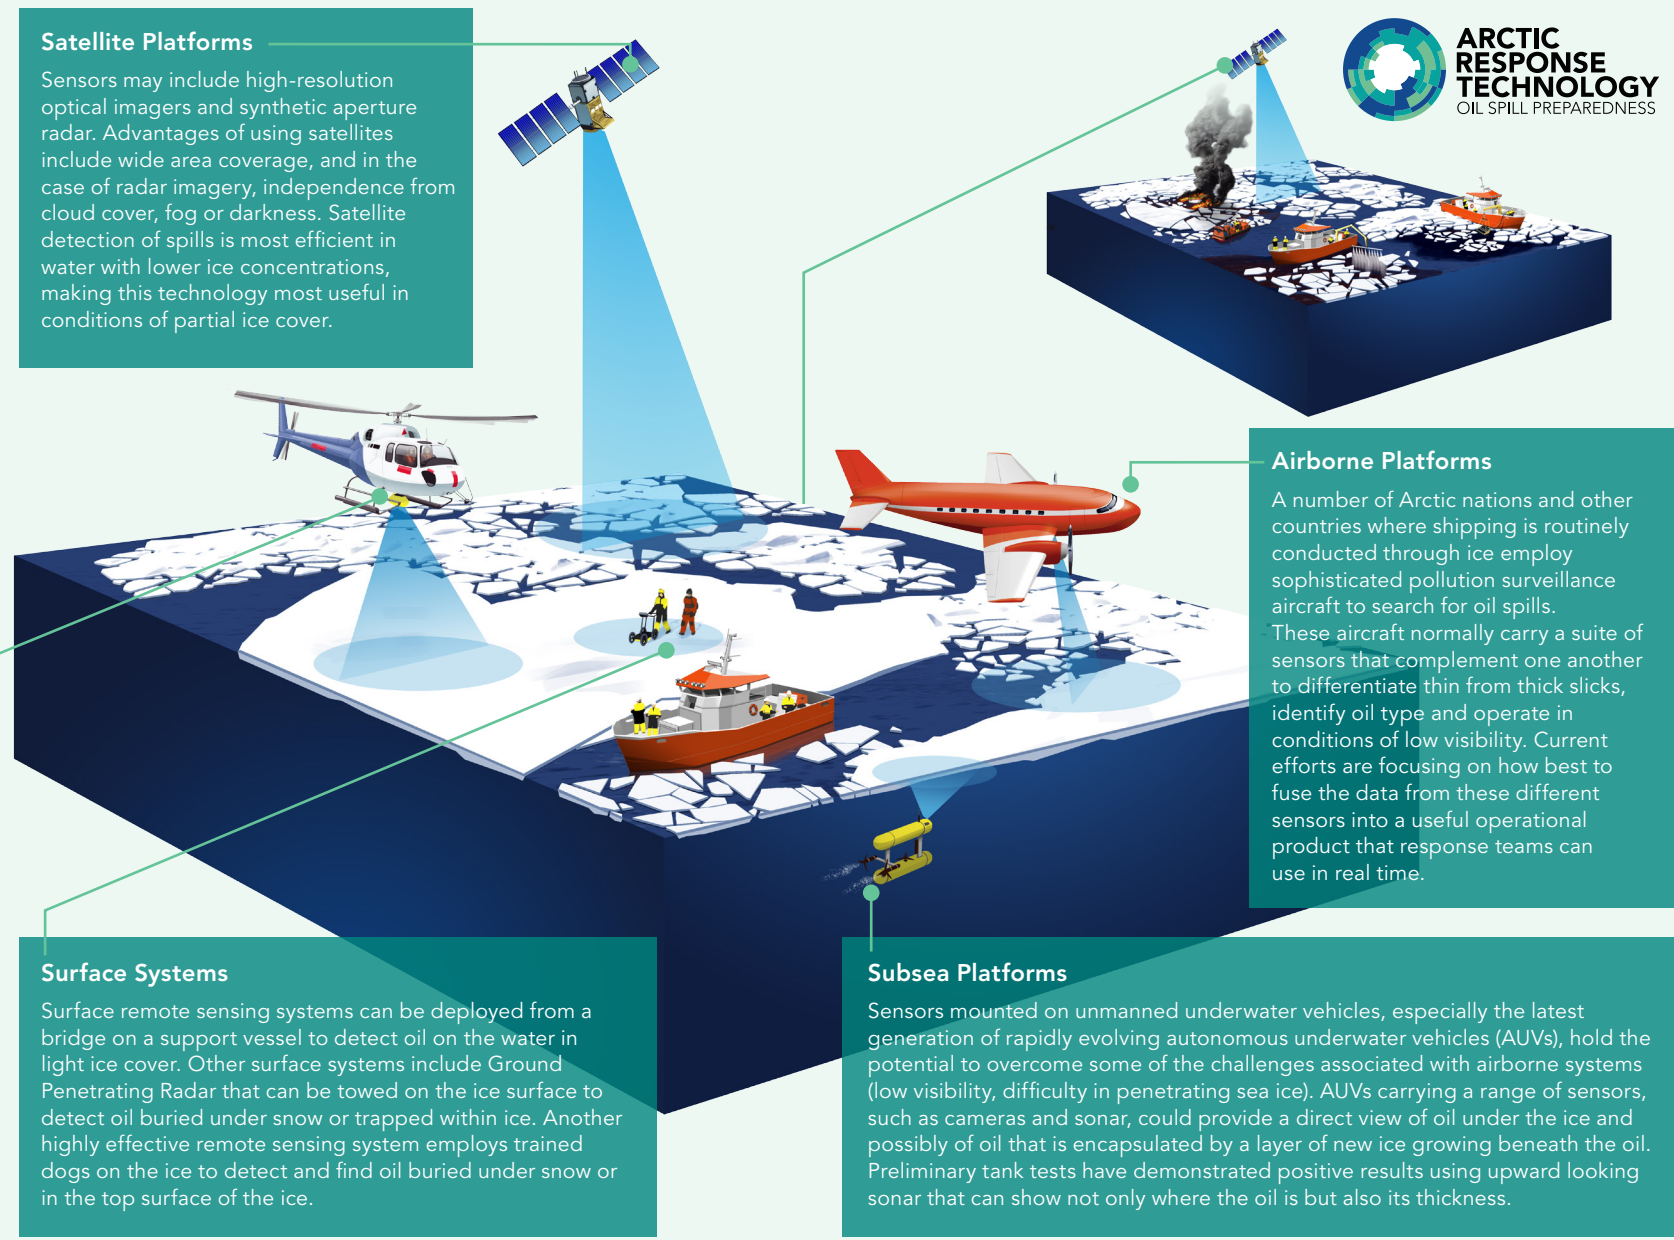 Satellite Platforms
Sensors may include high-resolution
optical imagers and synthetic aperture
radar. Advantages of using satellites
include wide area coverage, and in the
case of radar imagery, independence from
cloud cover, fog or darkness. Satellite
detection of spills is most efficient in
water with lower ice concentrations,
making this technology most useful in
conditions of partial ice cover.
ARCTIC
RESPONSE
TECHNOLOGY
OIL SPILL PREPAREDNESS
Airborne Platforms
A number of Arctic nations and other
countries where shipping is routinely
conducted through ice employ
sophisticated pollution surveillance
aircraft to search for oil spills.
These aircraft normally carry a suite of
sensors that complement one another
to differentiate thin from thick slicks,
identify oil type and operate in
conditions of low visibility. Current
efforts are focusing on how best to
fuse the data from these different
sensors into a useful operational
product that response teams can
use in real time.
Surface Systems
Surface remote sensing systems can be deployed from a
bridge on a support vessel to detect oil on the water in
light ice cover. Other surface systems include Ground
Penetrating Radar that can be towed on the ice surface to
detect oil buried under snow or trapped within ice. Another
highly effective remote sensing system employs trained
dogs on the ice to detect and find oil buried under snow or
in the top surface of the ice.
Subsea Platforms
Sensors mounted on unmanned underwater vehicles, especially the latest
generation of rapidly evolving autonomous underwater vehicles (AUVs), hold the
potential to overcome some of the challenges associated with airborne systems
(low visibility, difficulty in penetrating sea ice). AUVs carrying a range of sensors,
such as cameras and sonar, could provide a direct view of oil under the ice and
possibly of oil that is encapsulated by a layer of new ice growing beneath the oil.
Preliminary tank tests have demonstrated positive results using upward looking
sonar that can show not only where the oil is but also its thickness.